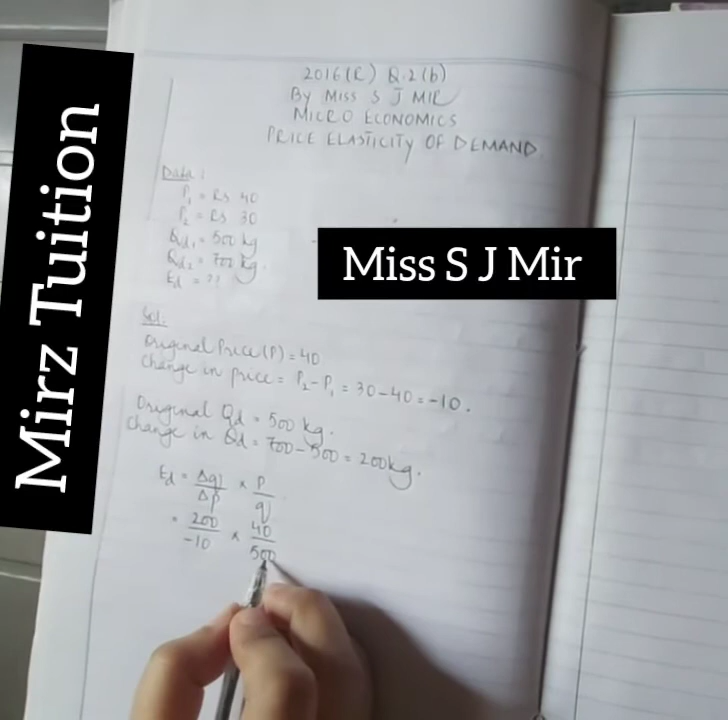 Mirz Tuition
2016(R) Q.2(b)
By Miss S J MIR
MICRO ECONOMICS
PRICE ELASTICITY OF DEMAND
Miss S J Mir
Data:
P₁ = Rs 40
P₂ = Rs 30
Qd₁ = 500 kg
Qd₂ = 700 kg.
Ed = ??
Sol:
Original Price (P) = 40
Change in price = P₂ - P₁ = 30 - 40 = -10.
Original Qd = 500 kg.
Change in Qd = 700 - 500 = 200kg.
Ed = Δq/Δp × P/q
= 200/-10 × 40/500